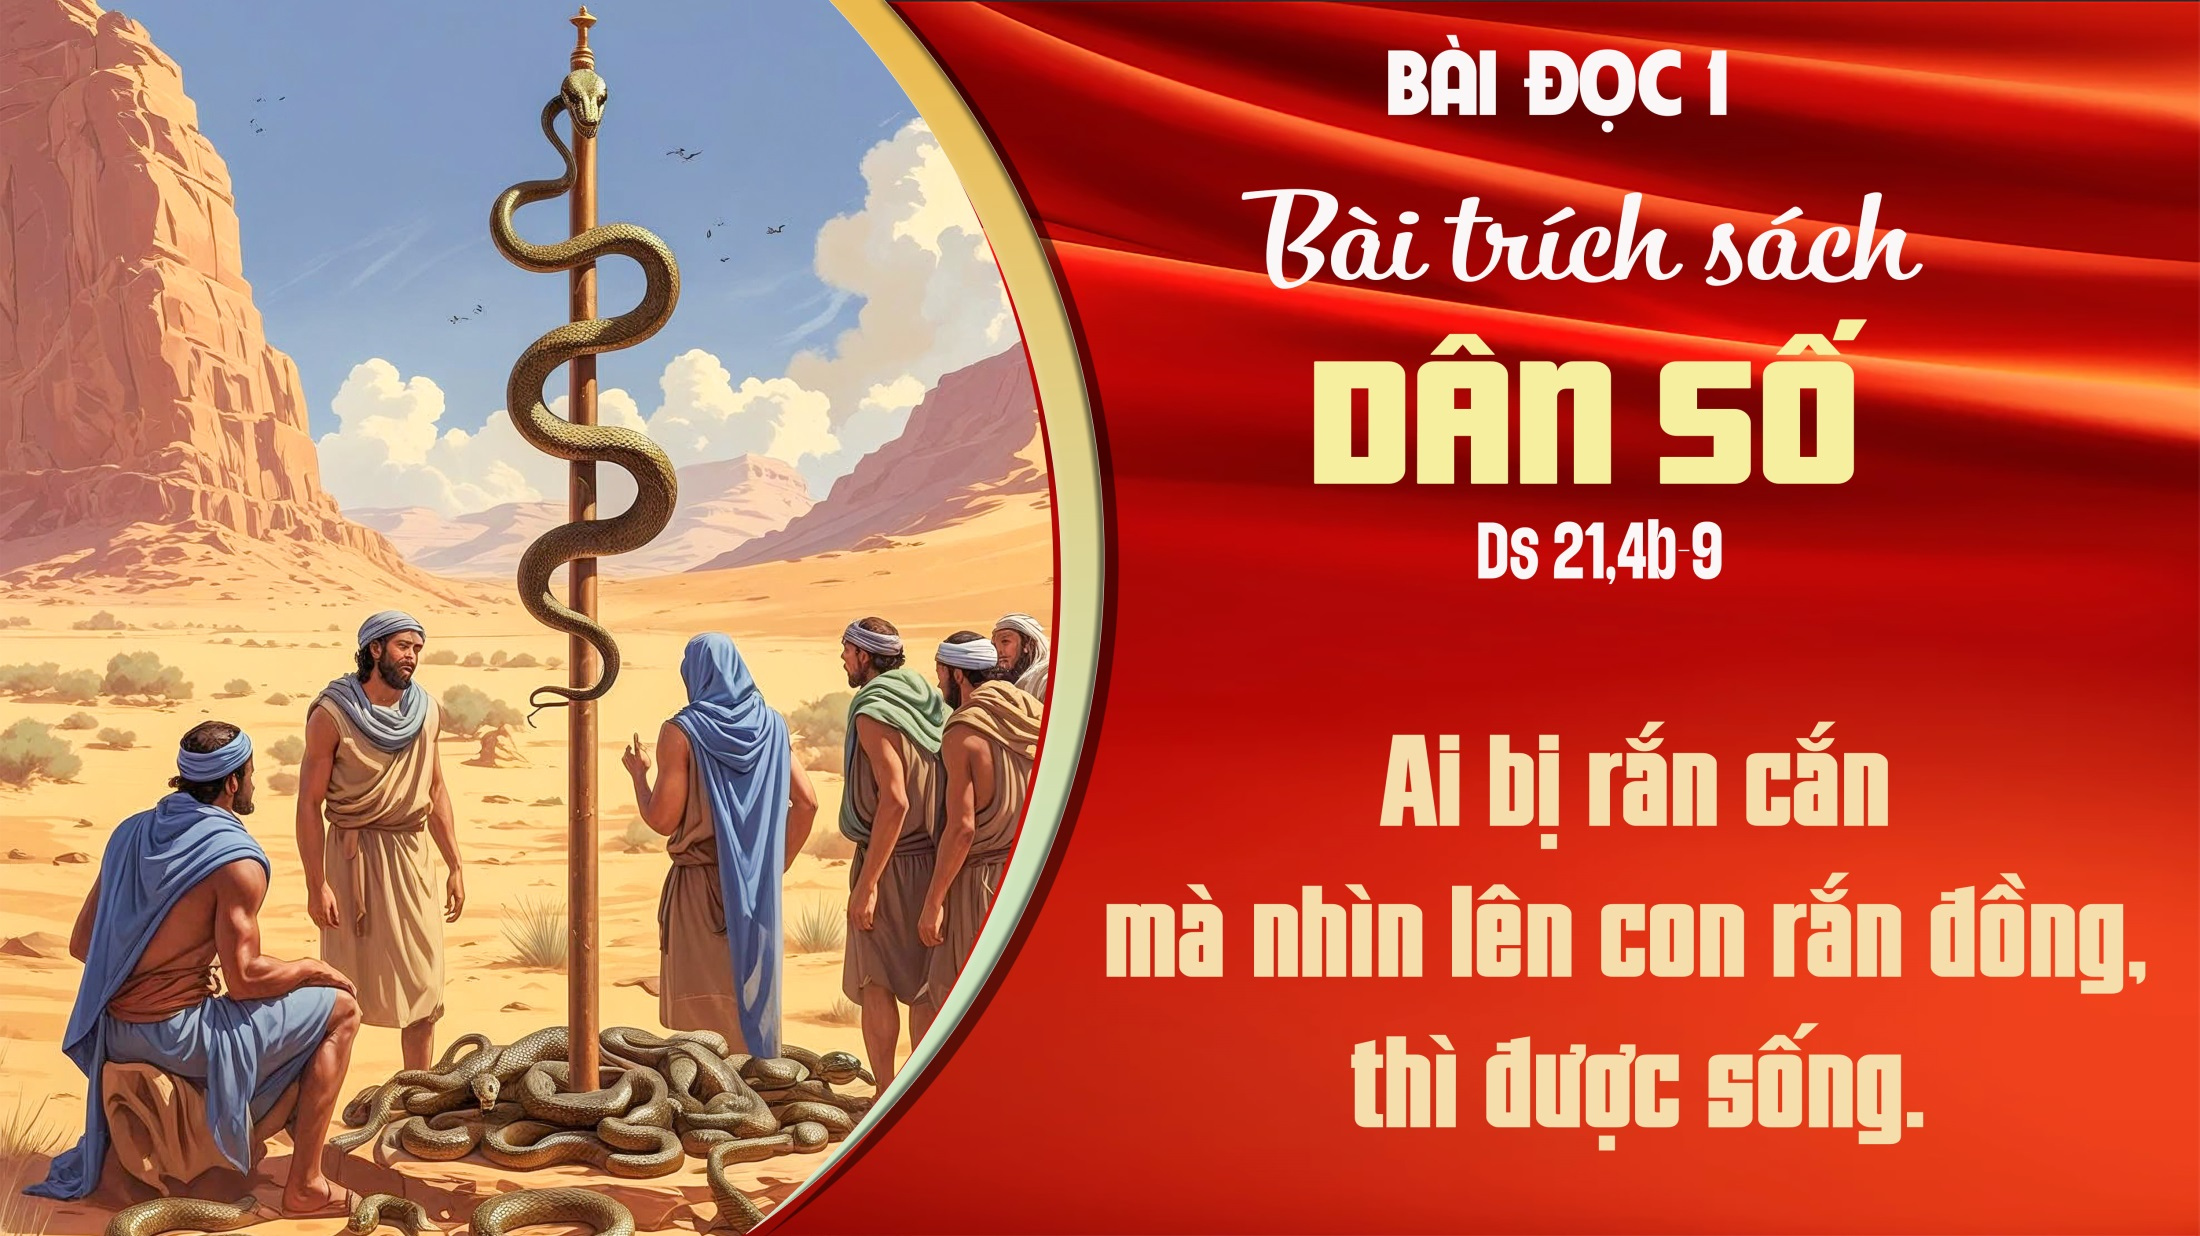 BÀI ĐỌC 1
Bài trích sách
DÂN SỐ
Ds 21,4b-9
Ai bị rắn cắn
mà nhìn lên con rắn đồng,
thì được sống.